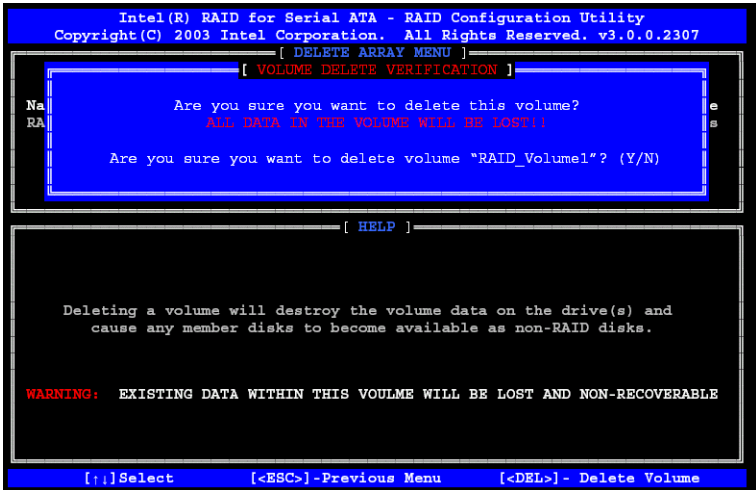 Intel(R) RAID for Serial ATA - RAID Configuration Utility
Copyright(C) 2003 Intel Corporation. All Rights Reserved. v3.0.0.2307
[ DELETE ARRAY MENU ]
[ VOLUME DELETE VERIFICATION ]
Are you sure you want to delete this volume?
Na e
ALL DATA IN THE VOLUME WILL BE LOST!!
RA s
Are you sure you want to delete volume “RAID_Volume1”? (Y/N)
[ HELP ]
Deleting a volume will destroy the volume data on the drive(s) and
cause any member disks to become available as non-RAID disks.
WARNING: EXISTING DATA WITHIN THIS VOULME WILL BE LOST AND NON-RECOVERABLE
[↑↓]Select [<ESC>]-Previous Menu [<DEL>]- Delete Volume